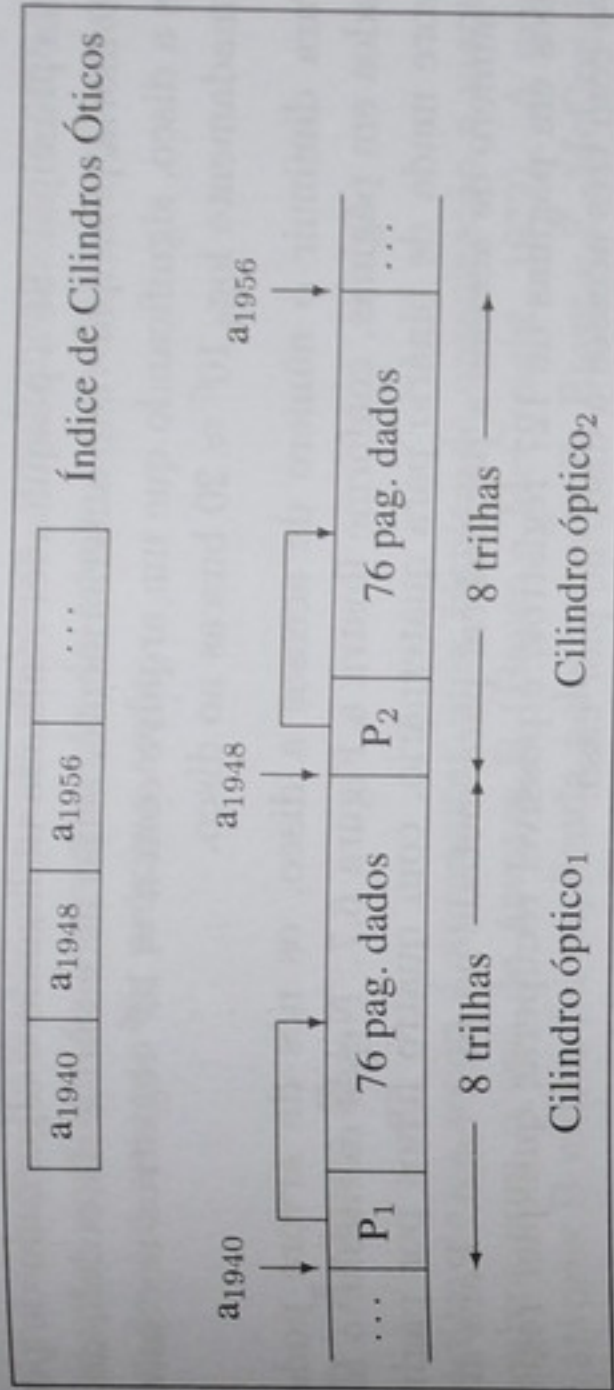 a1940 a1948 a1956 . . . Índice de Cilindros Óticos
a1940 a1948 a1956
. . . P1 76 pag. dados P2 76 pag. dados . . .
8 trilhas 8 trilhas
Cilindro óptico1 Cilindro óptico2